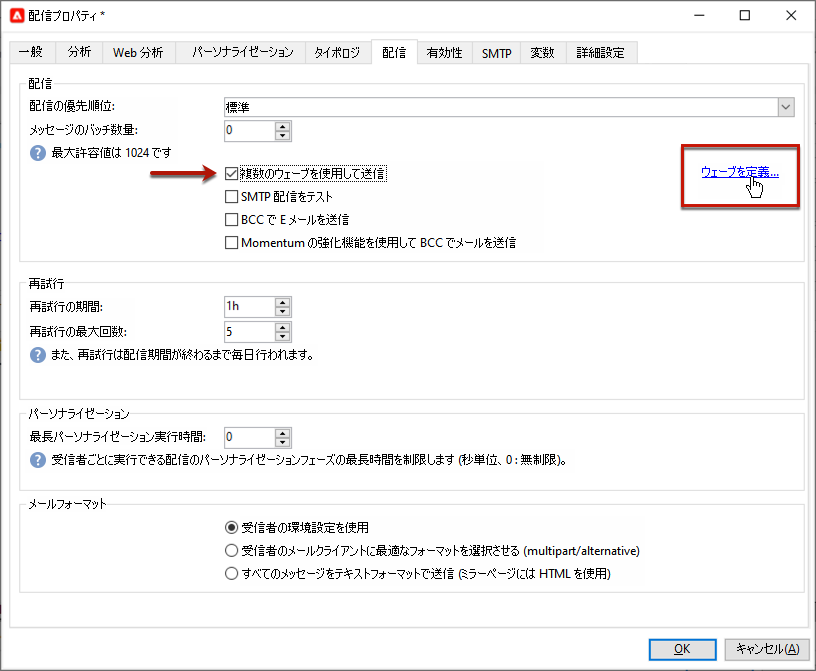 配信プロパティ *
一般 分析 Web 分析 パーソナライゼーション タイポロジ 配信 有効性 SMTP 変数 詳細設定
配信
配信の優先順位: 標準
メッセージのバッチ数量: 0
? 最大許容値は 1024 です
複数のウェーブを使用して送信 ウェーブを定義...
SMTP 配信をテスト
BCC で E メールを送信
Momentum の強化機能を使用して BCC でメールを送信
再試行
再試行の期間: 1h
再試行の最大回数: 5
? また、再試行は配信期間が終わるまで毎日行われます。
パーソナライゼーション
最長パーソナライゼーション実行時間: 0
? 受信者ごとに実行できる配信のパーソナライゼーションフェーズの最長時間を制限します (秒単位、0 : 無制限)。
メールフォーマット
受信者の環境設定を使用
受信者のメールクライアントに最適なフォーマットを選択させる (multipart/alternative)
すべてのメッセージをテキストフォーマットで送信 (ミラーページには HTML を使用)
OK キャンセル(A)